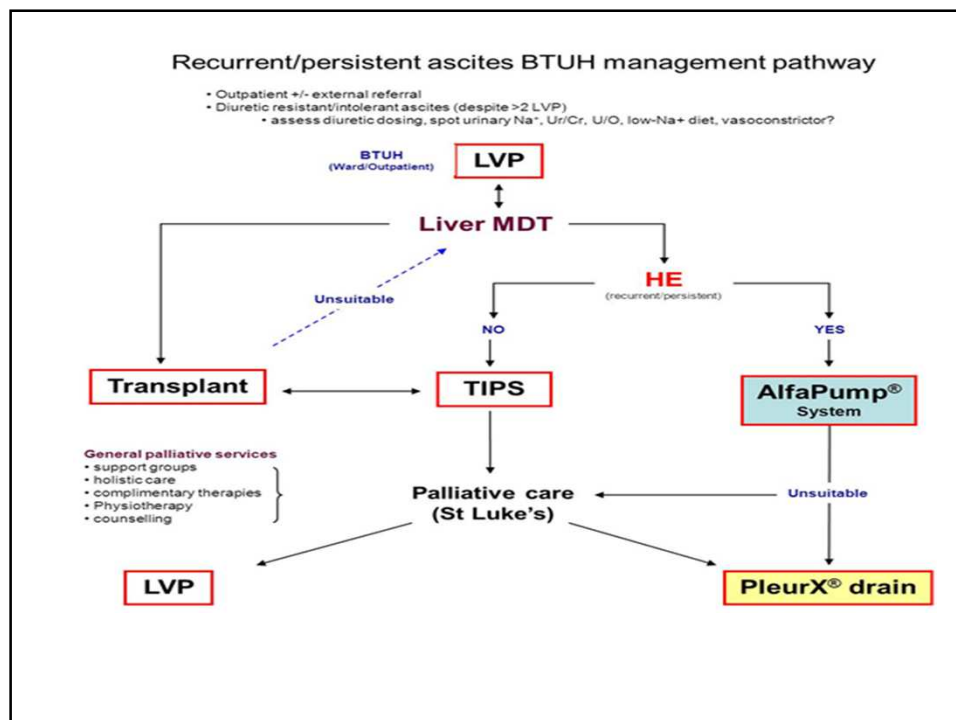 Recurrent/persistent ascites BTUH management pathway
• Outpatient +/- external referral
• Diuretic resistant/intolerant ascites (despite >2 LVP)
• assess diuretic dosing, spot urinary Na⁺, Ur/Cr, U/O, low-Na+ diet, vasoconstrictor?
BTUH
(Ward/Outpatient)
LVP
Liver MDT
HE
(recurrent/persistent)
Unsuitable
NO
YES
Transplant
TIPS
AlfaPump®
System
General palliative services
• support groups
• holistic care
• complimentary therapies
• Physiotherapy
• counselling
Palliative care
(St Luke's)
Unsuitable
LVP
PleurX® drain